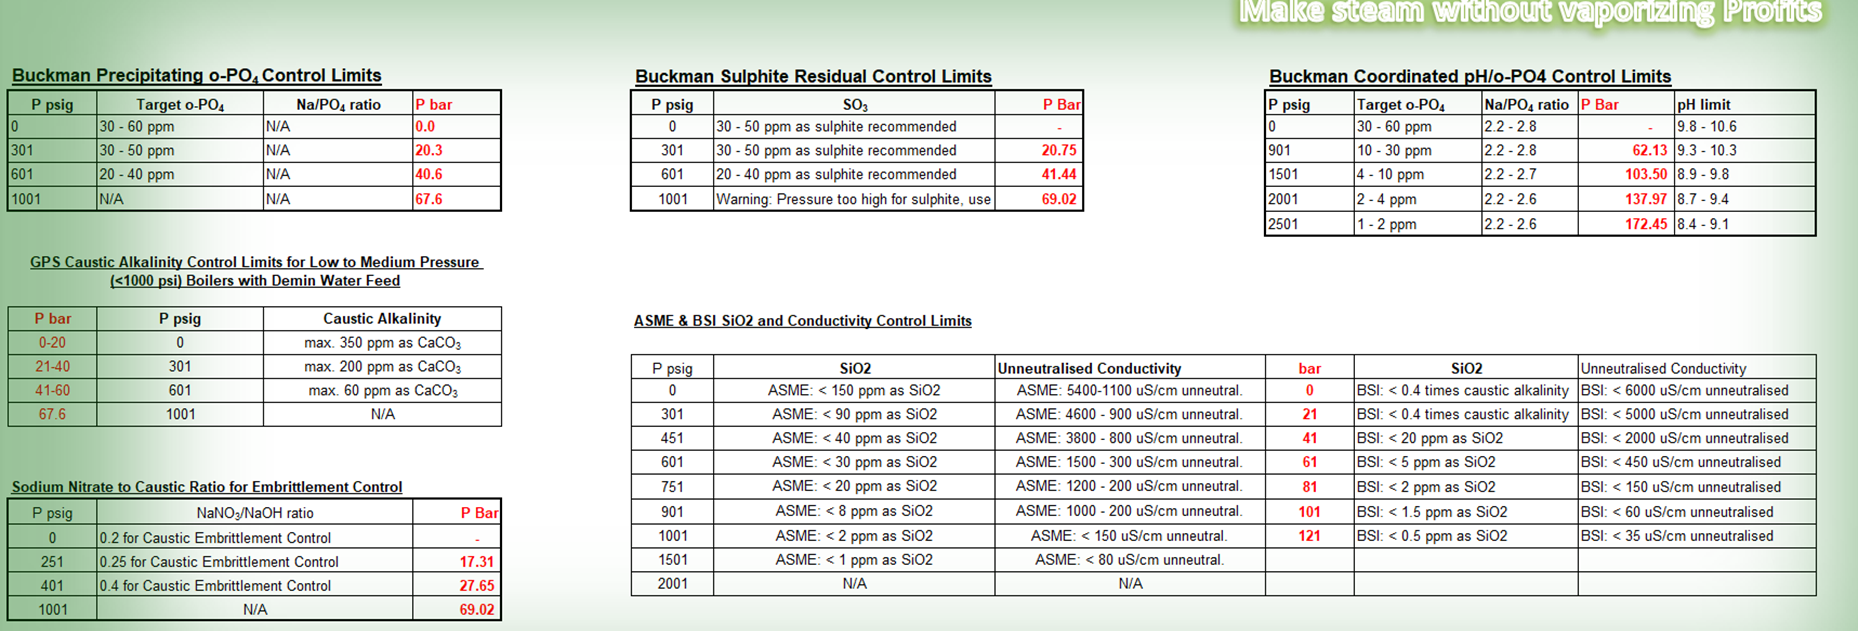 Make steam without vaporizing Profits
Buckman Precipitating o-PO₄ Control Limits
P psig Target o-PO₄ Na/PO₄ ratio P bar
0 30 - 60 ppm N/A 0.0
301 30 - 50 ppm N/A 20.3
601 20 - 40 ppm N/A 40.6
1001 N/A N/A 67.6
Buckman Sulphite Residual Control Limits
P psig SO₃ P Bar
0 30 - 50 ppm as sulphite recommended -
301 30 - 50 ppm as sulphite recommended 20.75
601 20 - 40 ppm as sulphite recommended 41.44
1001 Warning: Pressure too high for sulphite, use 69.02
Buckman Coordinated pH/o-PO4 Control Limits
P psig Target o-PO₄ Na/PO₄ ratio P Bar pH limit
0 30 - 60 ppm 2.2 - 2.8 - 9.8 - 10.6
901 10 - 30 ppm 2.2 - 2.8 62.13 9.3 - 10.3
1501 4 - 10 ppm 2.2 - 2.7 103.50 8.9 - 9.8
2001 2 - 4 ppm 2.2 - 2.6 137.97 8.7 - 9.4
2501 1 - 2 ppm 2.2 - 2.6 172.45 8.4 - 9.1
GPS Caustic Alkalinity Control Limits for Low to Medium Pressure
(<1000 psi) Boilers with Demin Water Feed
P bar P psig Caustic Alkalinity
0-20 0 max. 350 ppm as CaCO₃
21-40 301 max. 200 ppm as CaCO₃
41-60 601 max. 60 ppm as CaCO₃
67.6 1001 N/A
Sodium Nitrate to Caustic Ratio for Embrittlement Control
P psig NaNO₃/NaOH ratio P Bar
0 0.2 for Caustic Embrittlement Control -
251 0.25 for Caustic Embrittlement Control 17.31
401 0.4 for Caustic Embrittlement Control 27.65
1001 N/A 69.02
ASME & BSI SiO2 and Conductivity Control Limits
P psig SiO2 Unneutralised Conductivity bar SiO2 Unneutralised Conductivity
0 ASME: < 150 ppm as SiO2 ASME: 5400-1100 uS/cm unneutral. 0 BSI: < 0.4 times caustic alkalinity BSI: < 6000 uS/cm unneutralised
301 ASME: < 90 ppm as SiO2 ASME: 4600 - 900 uS/cm unneutral. 21 BSI: < 0.4 times caustic alkalinity BSI: < 5000 uS/cm unneutralised
451 ASME: < 40 ppm as SiO2 ASME: 3800 - 800 uS/cm unneutral. 41 BSI: < 20 ppm as SiO2 BSI: < 2000 uS/cm unneutralised
601 ASME: < 30 ppm as SiO2 ASME: 1500 - 300 uS/cm unneutral. 61 BSI: < 5 ppm as SiO2 BSI: < 450 uS/cm unneutralised
751 ASME: < 20 ppm as SiO2 ASME: 1200 - 200 uS/cm unneutral. 81 BSI: < 2 ppm as SiO2 BSI: < 150 uS/cm unneutralised
901 ASME: < 8 ppm as SiO2 ASME: 1000 - 200 uS/cm unneutral. 101 BSI: < 1.5 ppm as SiO2 BSI: < 60 uS/cm unneutralised
1001 ASME: < 2 ppm as SiO2 ASME: < 150 uS/cm unneutral. 121 BSI: < 0.5 ppm as SiO2 BSI: < 35 uS/cm unneutralised
1501 ASME: < 1 ppm as SiO2 ASME: < 80 uS/cm unneutral.
2001 N/A N/A